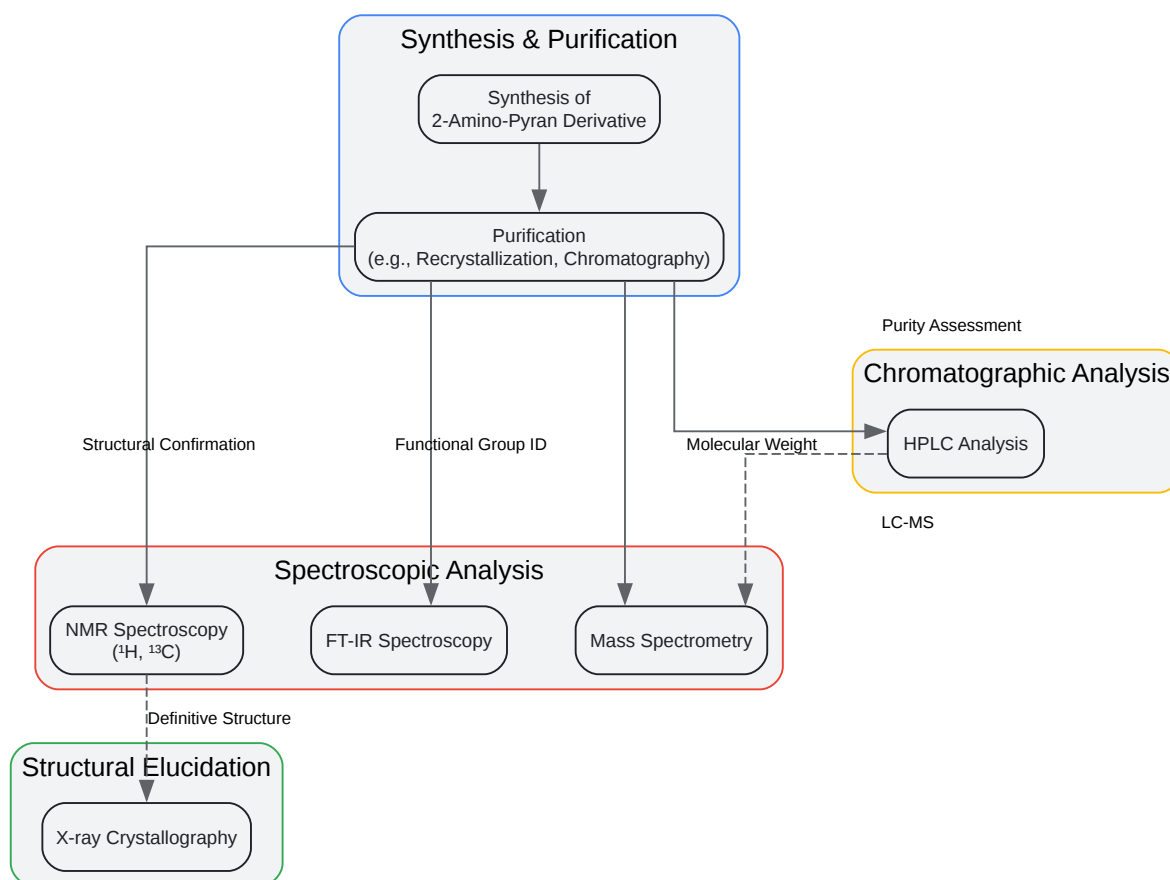 Synthesis & Purification
Synthesis of
2-Amino-Pyran Derivative
Purification
(e.g., Recrystallization, Chromatography)
Purity Assessment
Chromatographic Analysis
HPLC Analysis
Structural Confirmation
Functional Group ID
Molecular Weight
LC-MS
Spectroscopic Analysis
NMR Spectroscopy
(¹H, ¹³C)
FT-IR Spectroscopy
Mass Spectrometry
Definitive Structure
Structural Elucidation
X-ray Crystallography